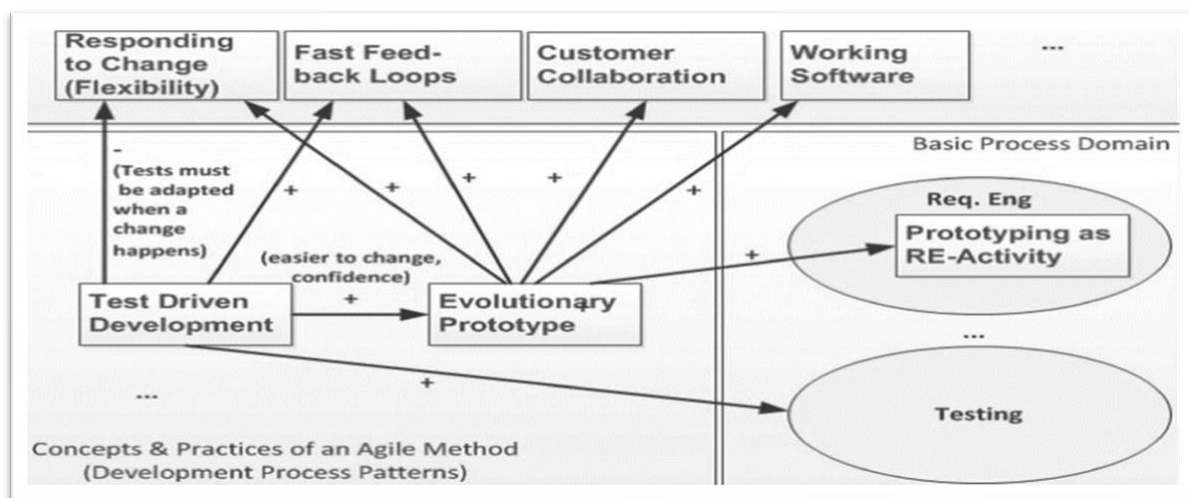 Responding
to Change
(Flexibility)
Fast Feed-
back Loops
Customer
Collaboration
Working
Software
...
-
(Tests must
be adapted
when a
change
happens)
+
+
+
+
+
Basic Process Domain
Req. Eng
Prototyping as
RE-Activity
+
(easier to change,
confidence)
+
Test Driven
Development
Evolutionary
Prototype
+
...
+
...
Testing
Concepts & Practices of an Agile Method
(Development Process Patterns)